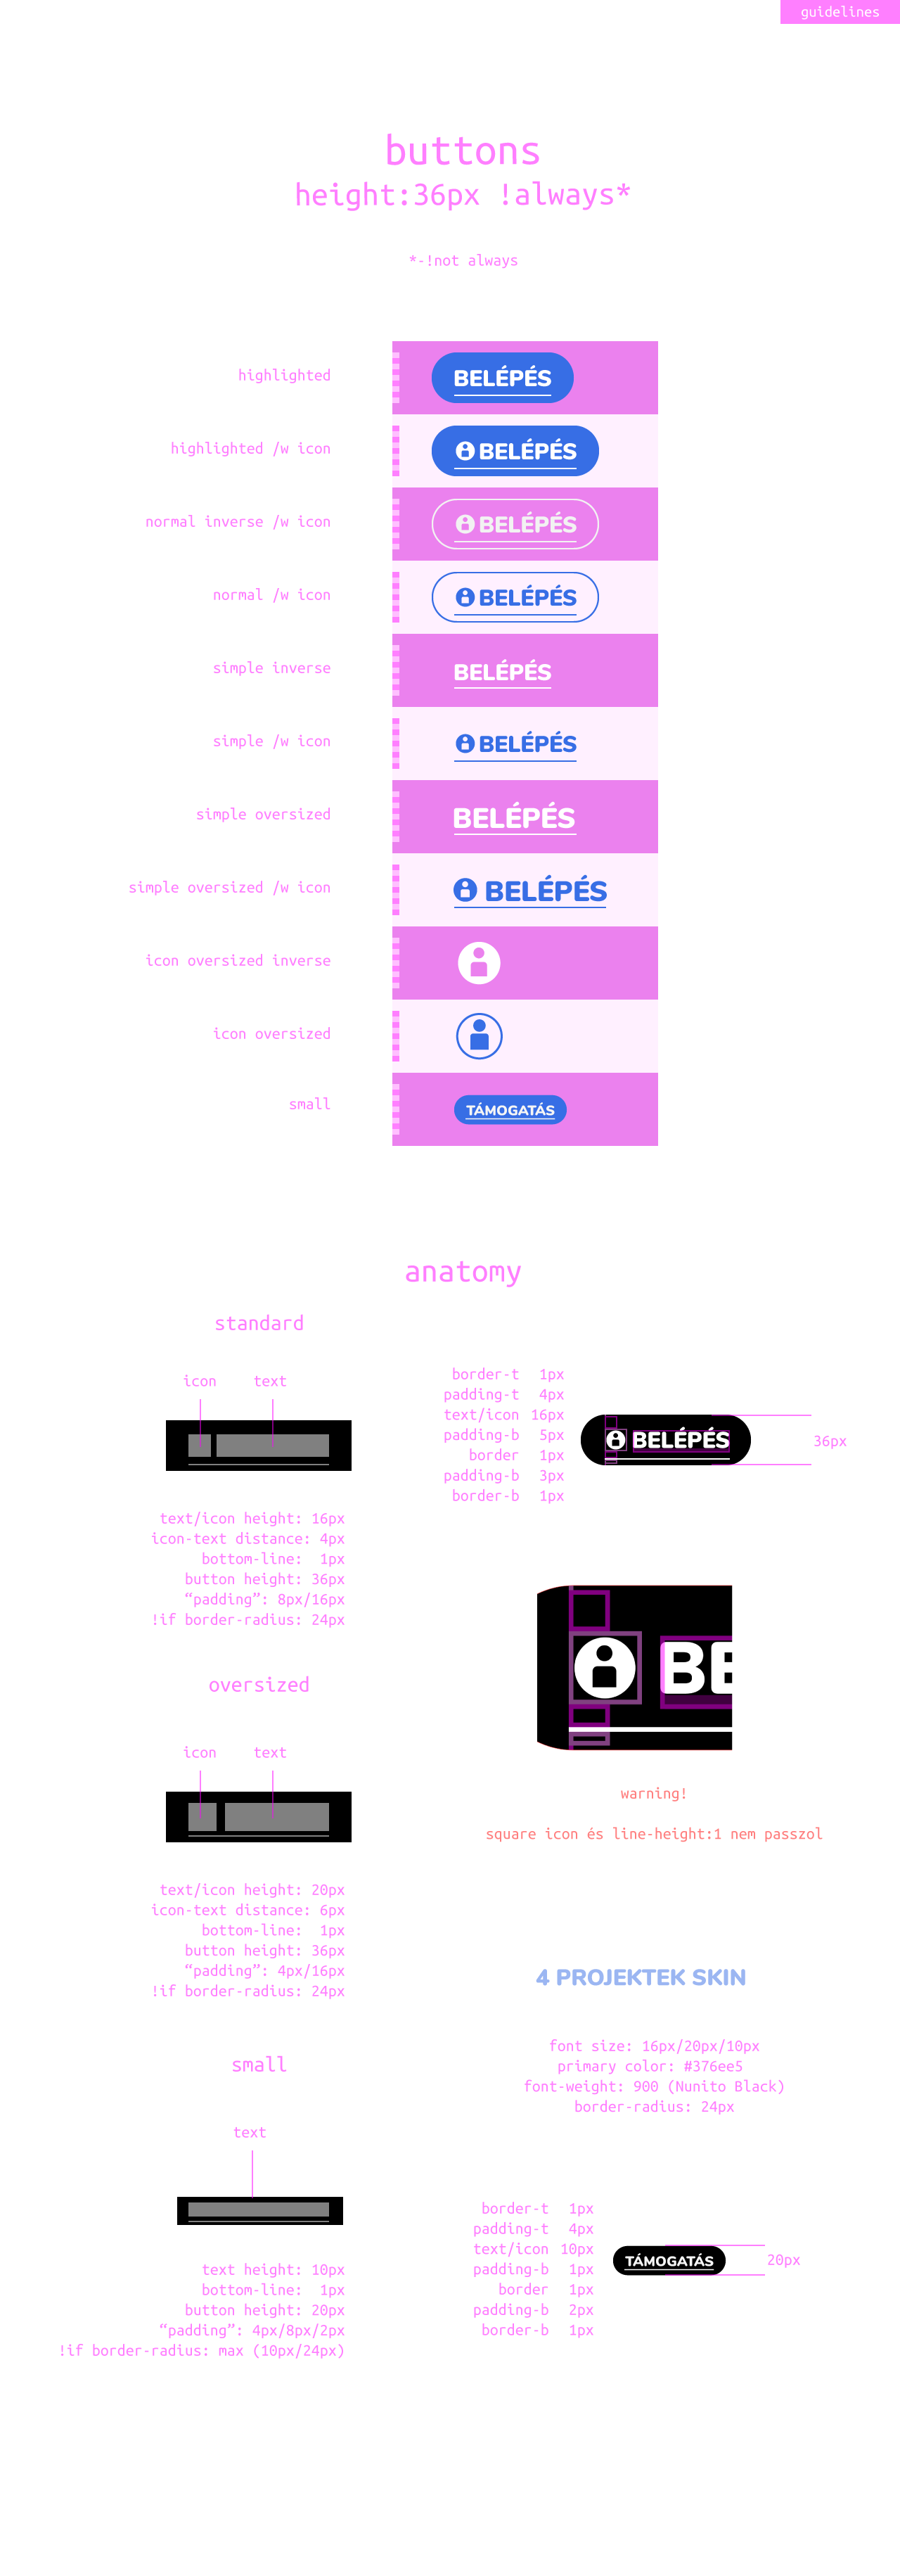 guidelines
buttons
height:36px !always*
*-!not always
highlighted
BELÉPÉS
highlighted /w icon
BELÉPÉS
normal inverse /w icon
BELÉPÉS
normal /w icon
BELÉPÉS
simple inverse
BELÉPÉS
simple /w icon
BELÉPÉS
simple oversized
BELÉPÉS
simple oversized /w icon
BELÉPÉS
icon oversized inverse
icon oversized
small
TÁMOGATÁS
anatomy
standard
icon text
text/icon height: 16px
icon-text distance: 4px
bottom-line: 1px
button height: 36px
“padding”: 8px/16px
!if border-radius: 24px
border-t 1px
padding-t 4px
text/icon 16px
padding-b 5px
border 1px
padding-b 3px
border-b 1px
BELÉPÉS
36px
BE
warning!
square icon és line-height:1 nem passzol
oversized
icon text
text/icon height: 20px
icon-text distance: 6px
bottom-line: 1px
button height: 36px
“padding”: 4px/16px
!if border-radius: 24px
4 PROJEKTEK SKIN
font size: 16px/20px/10px
primary color: #376ee5
font-weight: 900 (Nunito Black)
border-radius: 24px
small
text
text height: 10px
bottom-line: 1px
button height: 20px
“padding”: 4px/8px/2px
!if border-radius: max (10px/24px)
border-t 1px
padding-t 4px
text/icon 10px
padding-b 1px
border 1px
padding-b 2px
border-b 1px
TÁMOGATÁS
20px